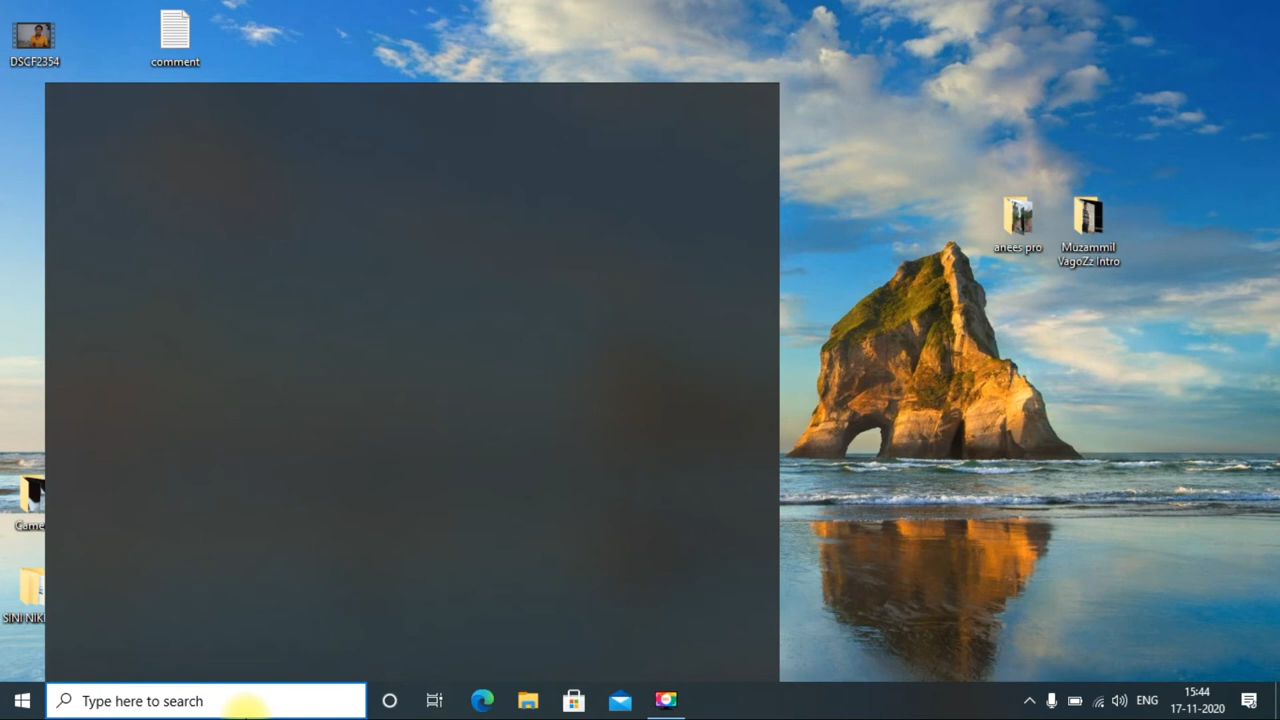 DSCF2354
comment
anees pro
Muzammil
VagoZz Intro
Game
SINI NIK
Type here to search
ENG
15:44
17-11-2020